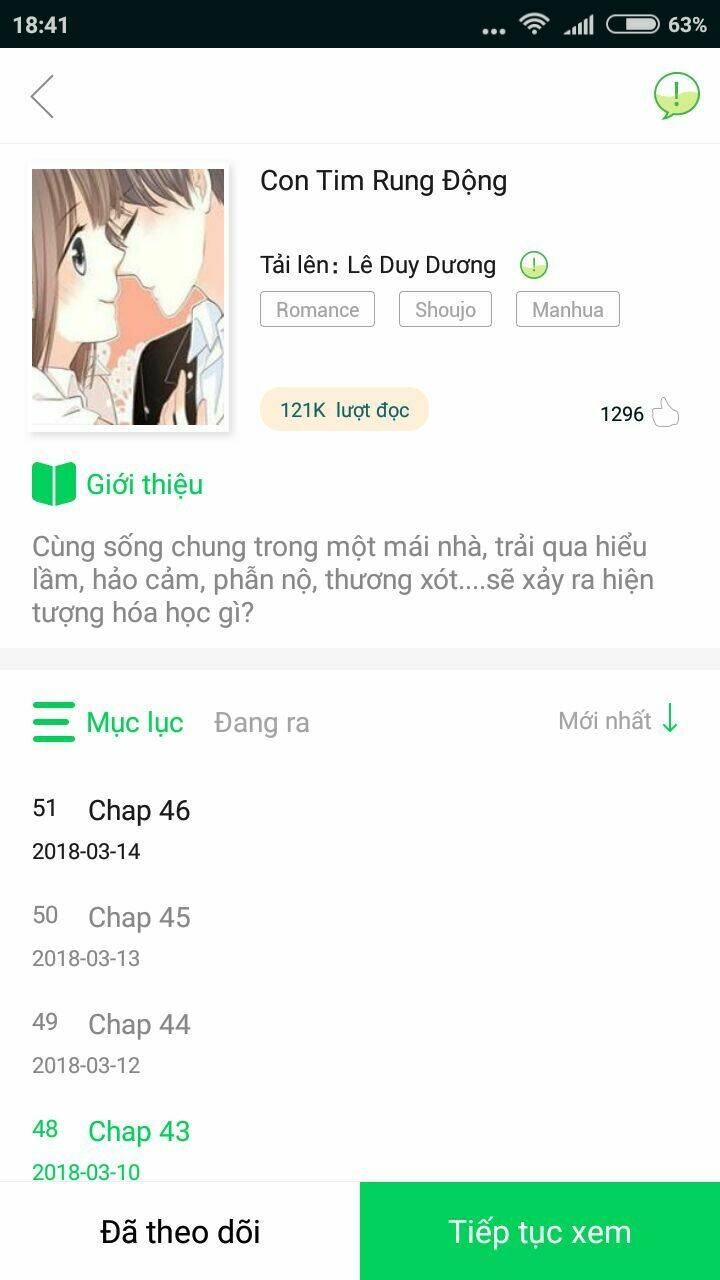 18:41
63%
Con Tim Rung Động
Tải lên: Lê Duy Dương
Romance Shoujo Manhua
121K lượt đọc
1296
Giới thiệu
Cùng sống chung trong một mái nhà, trải qua hiểu
lầm, hảo cảm, phẫn nộ, thương xót....sẽ xảy ra hiện
tượng hóa học gì?
Mục lục Đang ra Mới nhất
51 Chap 46
2018-03-14
50 Chap 45
2018-03-13
49 Chap 44
2018-03-12
48 Chap 43
2018-03-10
Đã theo dõi Tiếp tục xem